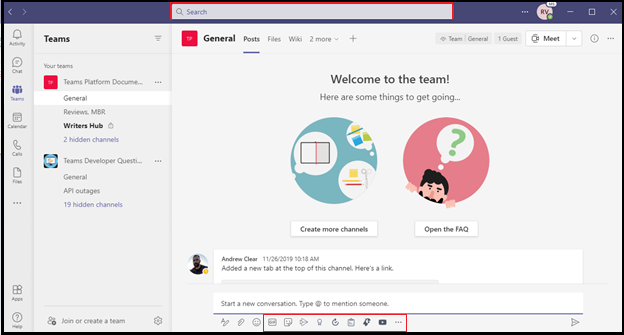 Search
RV
Activity
Chat
Teams
Calendar
Calls
Files
Apps
Help
Teams
Your teams
TP Teams Platform Docume...
General
Reviews, MBR
Writers Hub
2 hidden channels
Teams Developer Questi...
General
API outages
19 hidden channels
Join or create a team
TP General Posts Files Wiki 2 more
Team General 1 Guest Meet
Welcome to the team!
Here are some things to get going...
?
Create more channels Open the FAQ
Andrew Clear 11/26/2019 10:18 AM
Added a new tab at the top of this channel. Here's a link.
Start a new conversation. Type @ to mention someone.